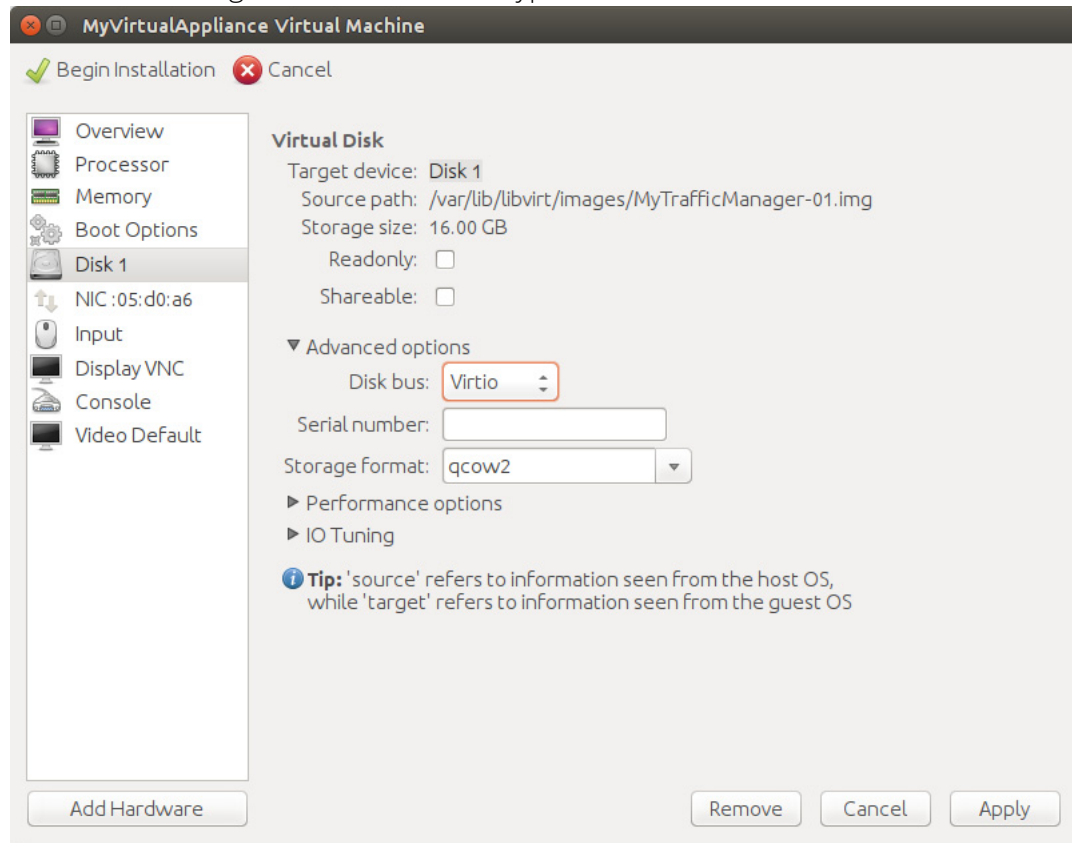 MyVirtualAppliance Virtual Machine
Begin Installation Cancel
Overview
Processor
Memory
Boot Options
Disk 1
NIC :05:d0:a6
Input
Display VNC
Console
Video Default
Add Hardware
Virtual Disk
Target device: Disk 1
Source path: /var/lib/libvirt/images/MyTrafficManager-01.img
Storage size: 16.00 GB
Readonly:
Shareable:
Advanced options
Disk bus: Virtio
Serial number:
Storage format: qcow2
Performance options
IO Tuning
Tip: 'source' refers to information seen from the host OS,
while 'target' refers to information seen from the guest OS
Remove Cancel Apply